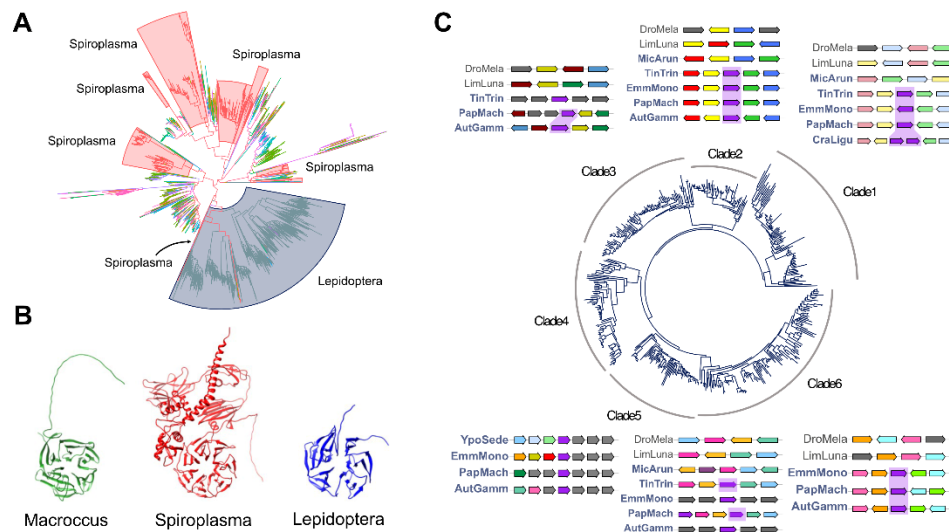 A
Spiroplasma
Spiroplasma
Spiroplasma
Spiroplasma
Spiroplasma
Spiroplasma
Lepidoptera
B
Macroccus
Spiroplasma
Lepidoptera
C
DroMela
LimLuna
TinTrin
PapMach
AutGamm
DroMela
LimLuna
MicArun
TinTrin
EmmMono
PapMach
AutGamm
DroMela
LimLuna
MicArun
TinTrin
EmmMono
PapMach
CraLigu
Clade3
Clade2
Clade1
Clade4
Clade5
Clade6
YpoSede
EmmMono
PapMach
AutGamm
DroMela
LimLuna
MicArun
TinTrin
EmmMono
PapMach
AutGamm
DroMela
LimLuna
EmmMono
PapMach
AutGamm